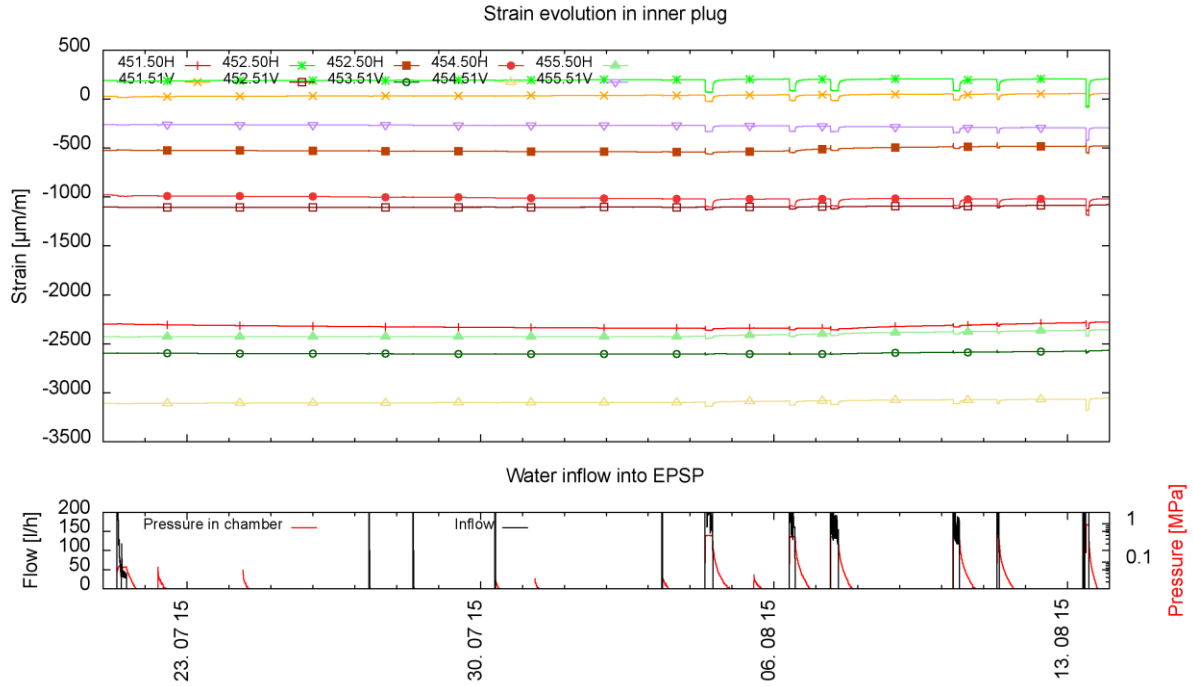 Strain evolution in inner plug
451.50H 452.50H 452.50H 454.50H 455.50H
451.51V 452.51V 453.51V 454.51V 455.51V
500
0
-500
-1000
-1500
-2000
-2500
-3000
-3500
Strain [µm/m]
Water inflow into EPSP
Pressure in chamber Inflow
200
150
100
50
0
Flow [l/h]
1
0.1
Pressure [MPa]
23. 07 15 30. 07 15 06. 08 15 13. 08 15